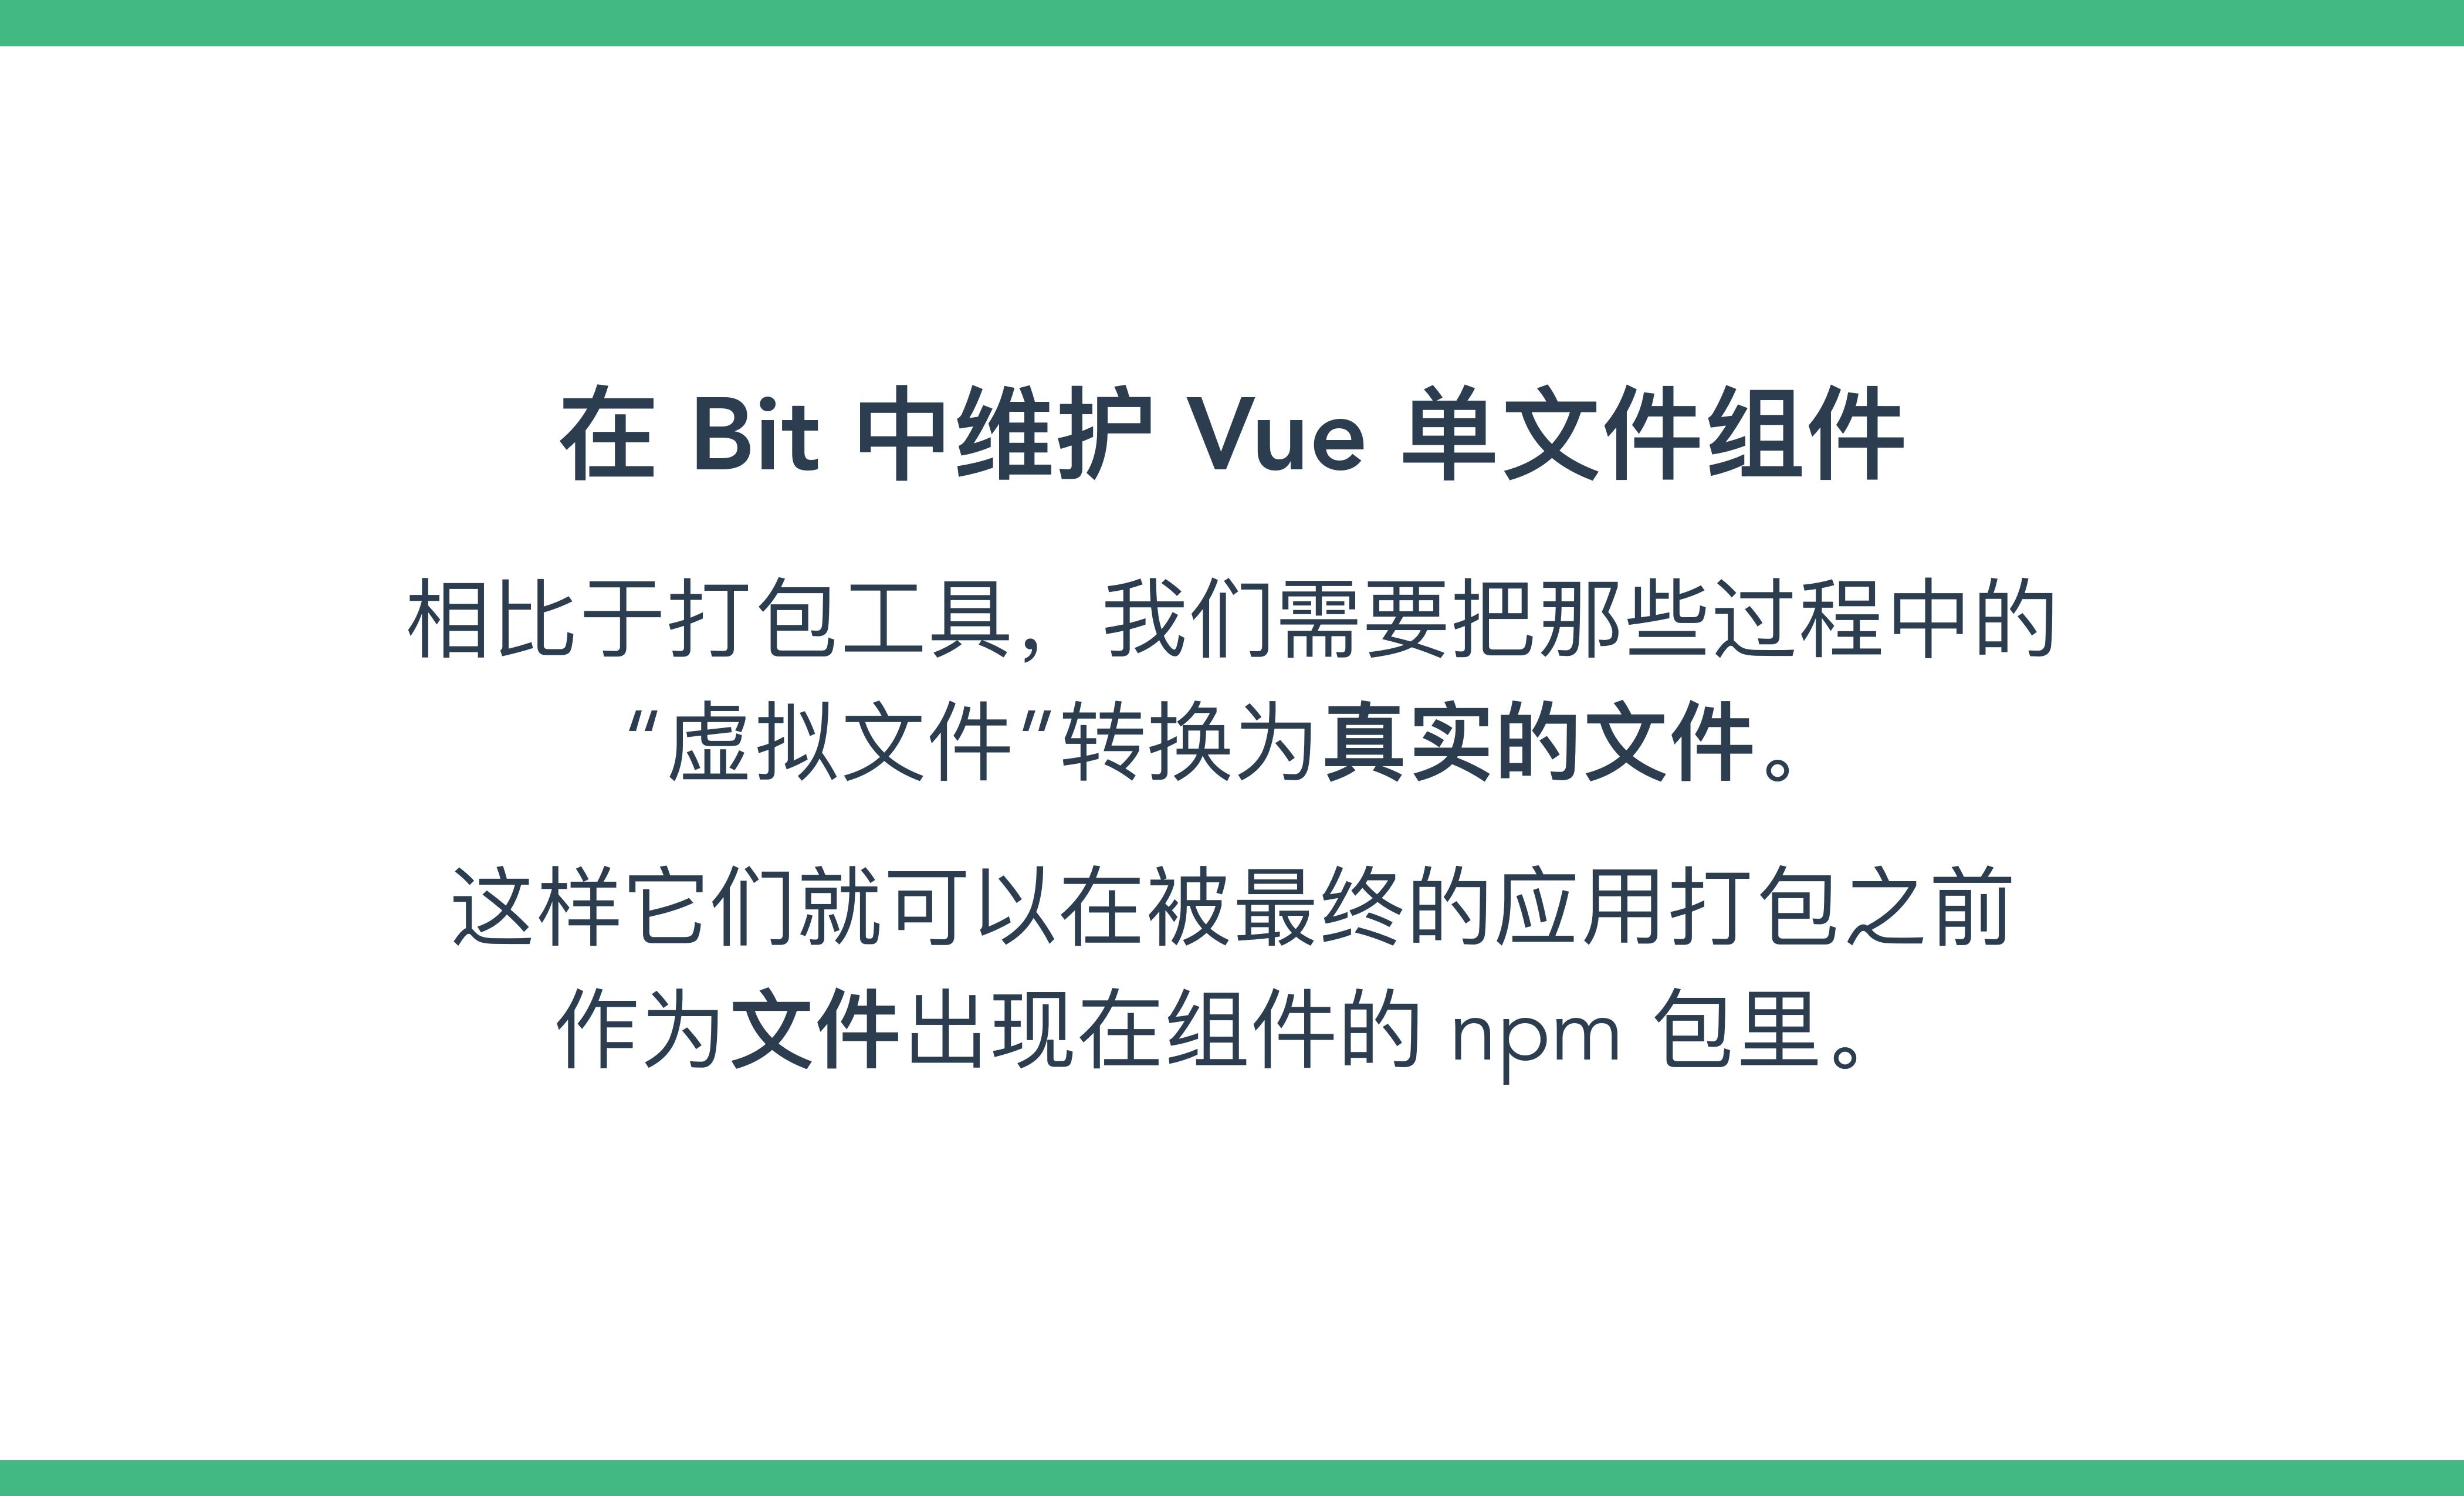 在 Bit 中维护 Vue 单文件组件
相比于打包工具，我们需要把那些过程中的
“虚拟文件”转换为真实的文件。
这样它们就可以在被最终的应用打包之前
作为文件出现在组件的 npm 包里。